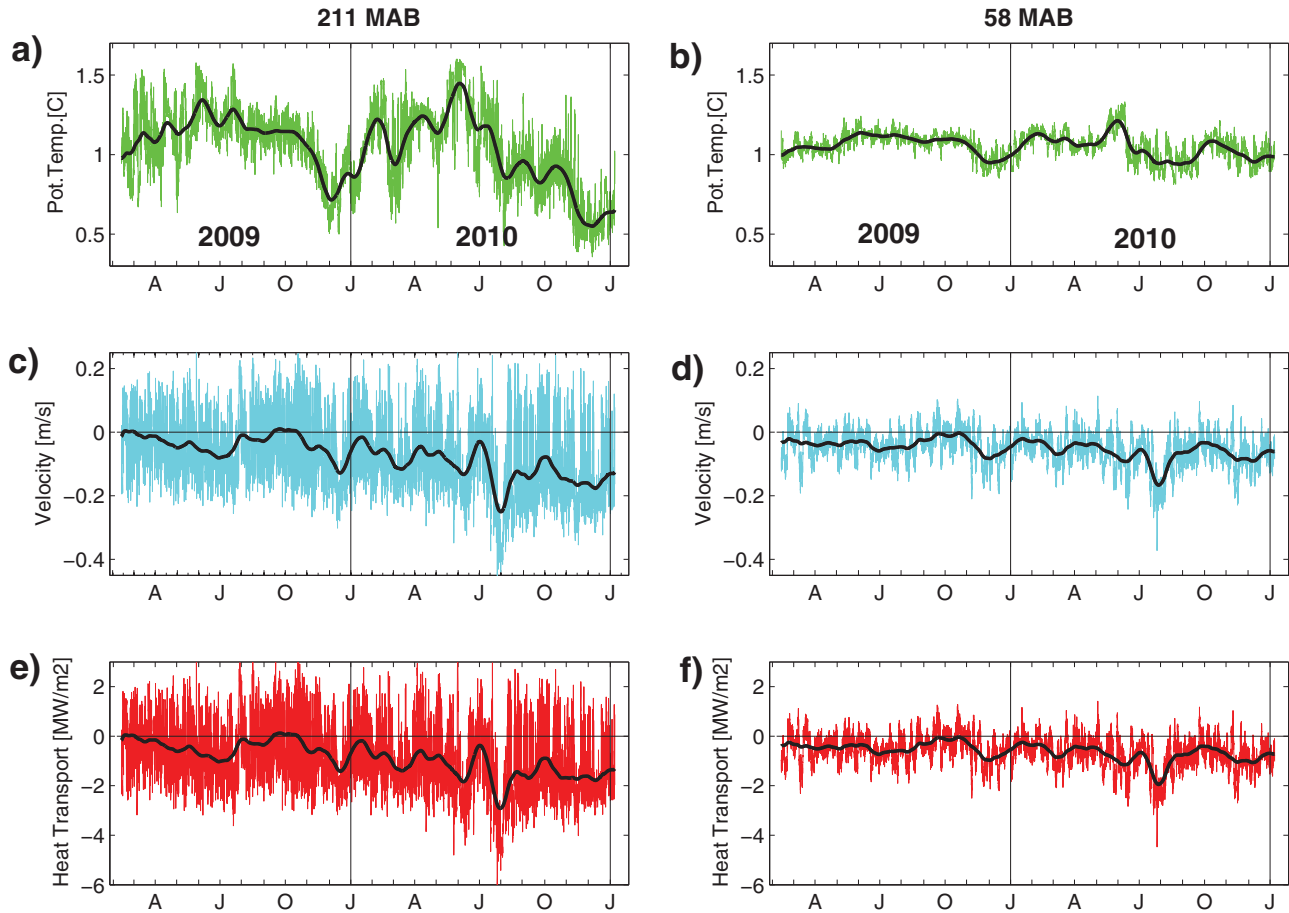 211 MAB
58 MAB
a)
Pot.Temp.[C]
1.5
1
0.5
2009
2010
A
J
O
J
A
J
O
J
b)
Pot.Temp.[C]
1.5
1
0.5
2009
2010
A
J
O
J
A
J
O
J
c)
Velocity [m/s]
0.2
0
−0.2
−0.4
A
J
O
J
A
J
O
J
d)
Velocity [m/s]
0.2
0
−0.2
−0.4
A
J
O
J
A
J
O
J
e)
Heat Transport [MW/m2]
2
0
−2
−4
−6
A
J
O
J
A
J
O
J
f)
Heat Transport [MW/m2]
2
0
−2
−4
−6
A
J
O
J
A
J
O
J